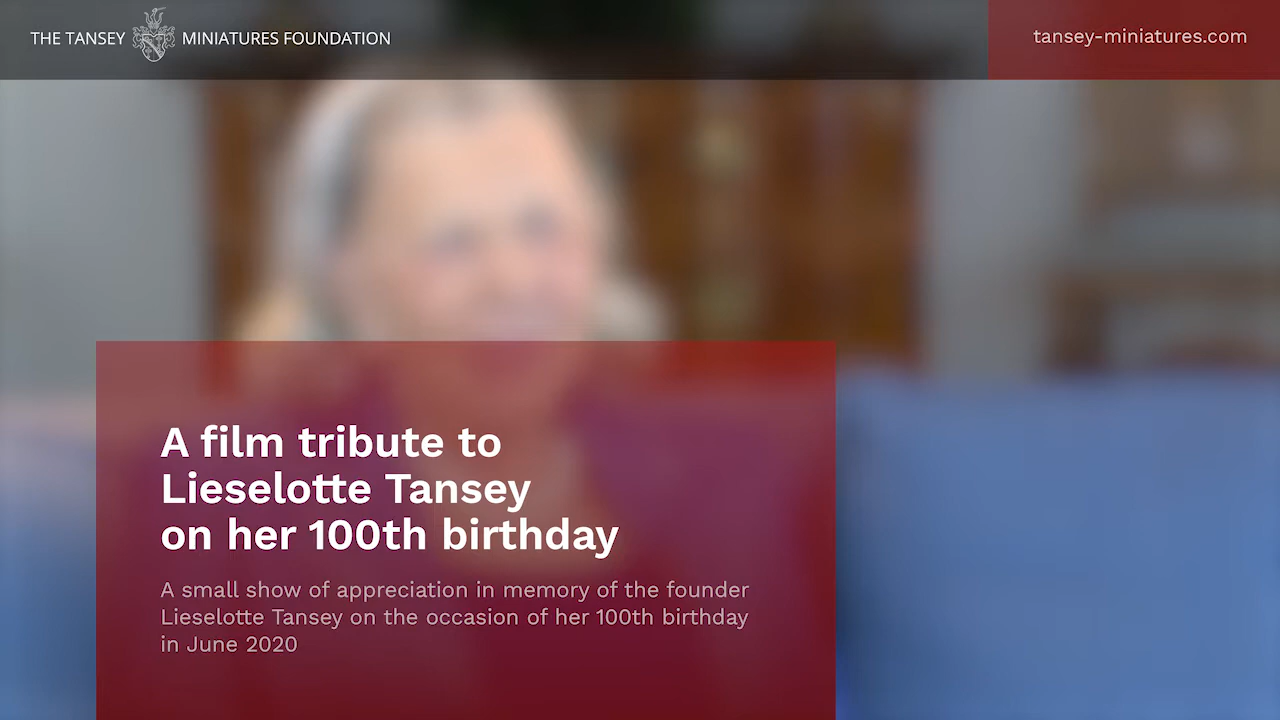 THE TANSEY MINIATURES FOUNDATION
tansey-miniatures.com
A film tribute to
Lieselotte Tansey
on her 100th birthday
A small show of appreciation in memory of the founder
Lieselotte Tansey on the occasion of her 100th birthday
in June 2020